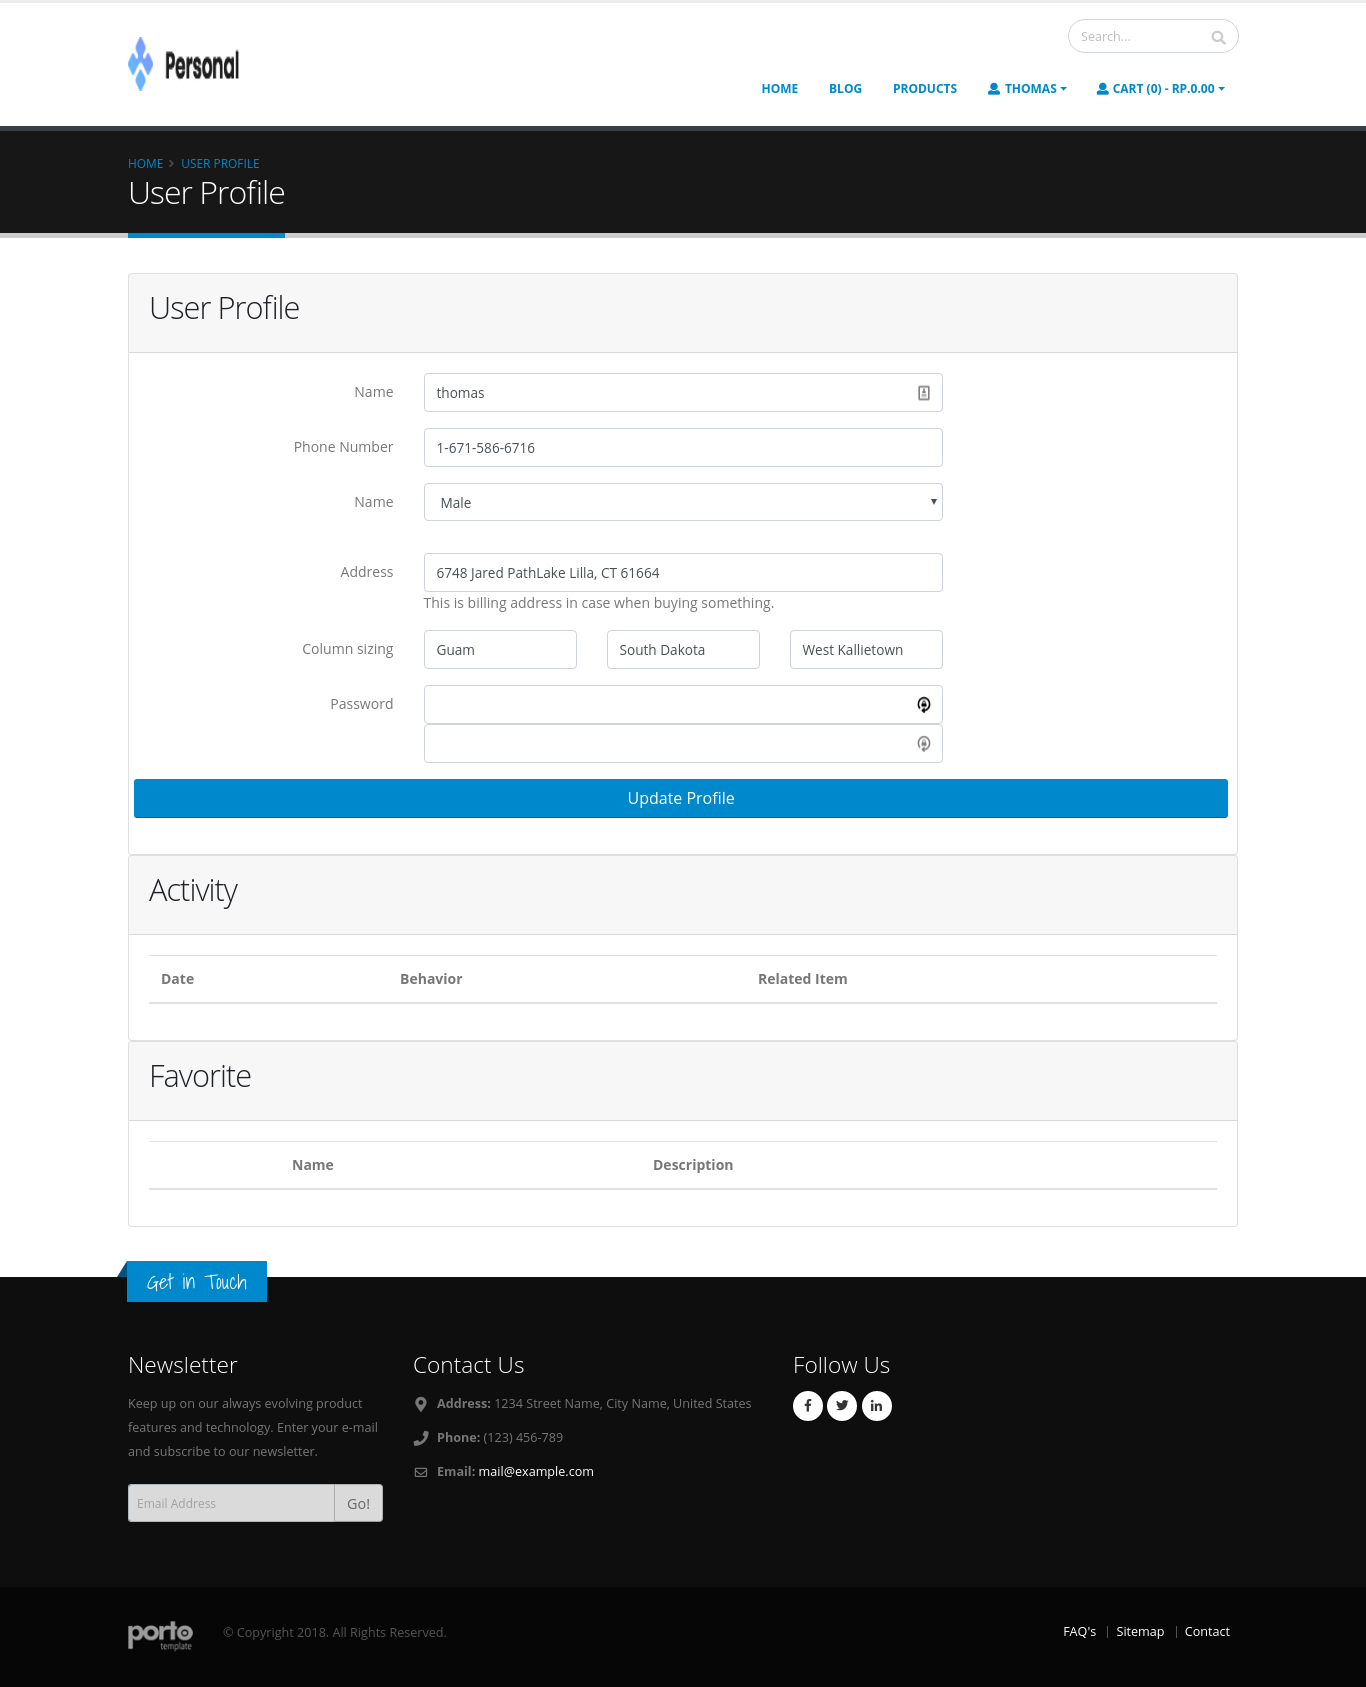 Personal
Search...
HOME
BLOG
PRODUCTS
THOMAS
CART (0) - RP.0.00
HOME
USER PROFILE
User Profile
User Profile
Name
thomas
Phone Number
1-671-586-6716
Name
Male
Address
6748 Jared PathLake Lilla, CT 61664
This is billing address in case when buying something.
Column sizing
Guam
South Dakota
West Kallietown
Password
Update Profile
Activity
Date
Behavior
Related Item
Favorite
Name
Description
Get in Touch
Newsletter
Keep up on our always evolving product
features and technology. Enter your e-mail
and subscribe to our newsletter.
Email Address
Go!
Contact Us
Address: 1234 Street Name, City Name, United States
Phone: (123) 456-789
Email: mail@example.com
Follow Us
porto
template
© Copyright 2018. All Rights Reserved.
FAQ's
Sitemap
Contact